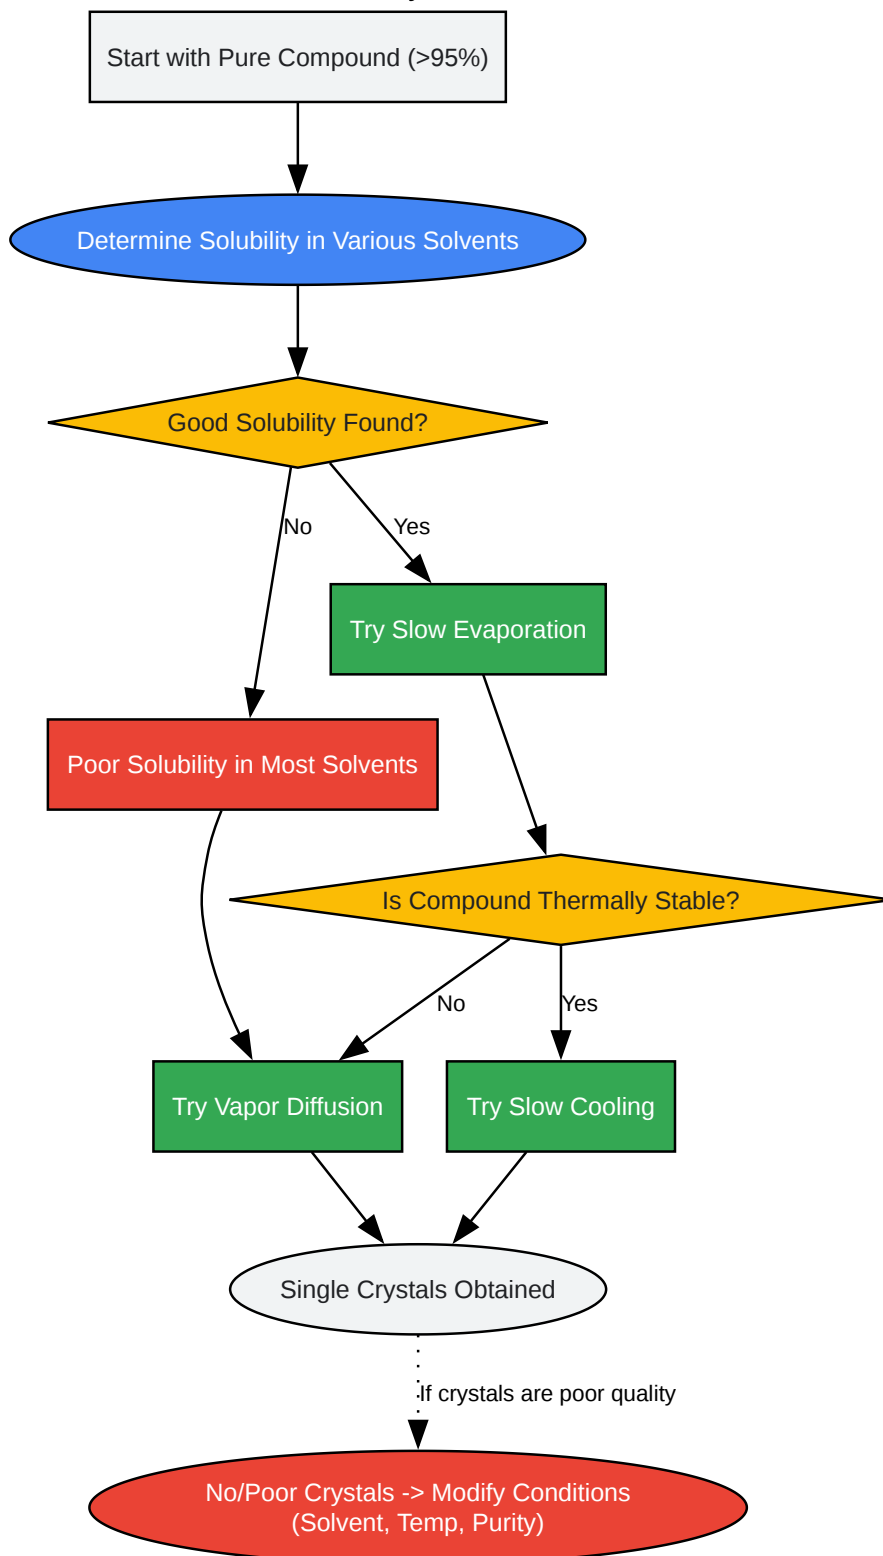 Start with Pure Compound (>95%)
Determine Solubility in Various Solvents
Good Solubility Found?
No
Yes
Try Slow Evaporation
Poor Solubility in Most Solvents
Is Compound Thermally Stable?
No
Yes
Try Vapor Diffusion
Try Slow Cooling
Single Crystals Obtained
If crystals are poor quality
No/Poor Crystals -> Modify Conditions
(Solvent, Temp, Purity)